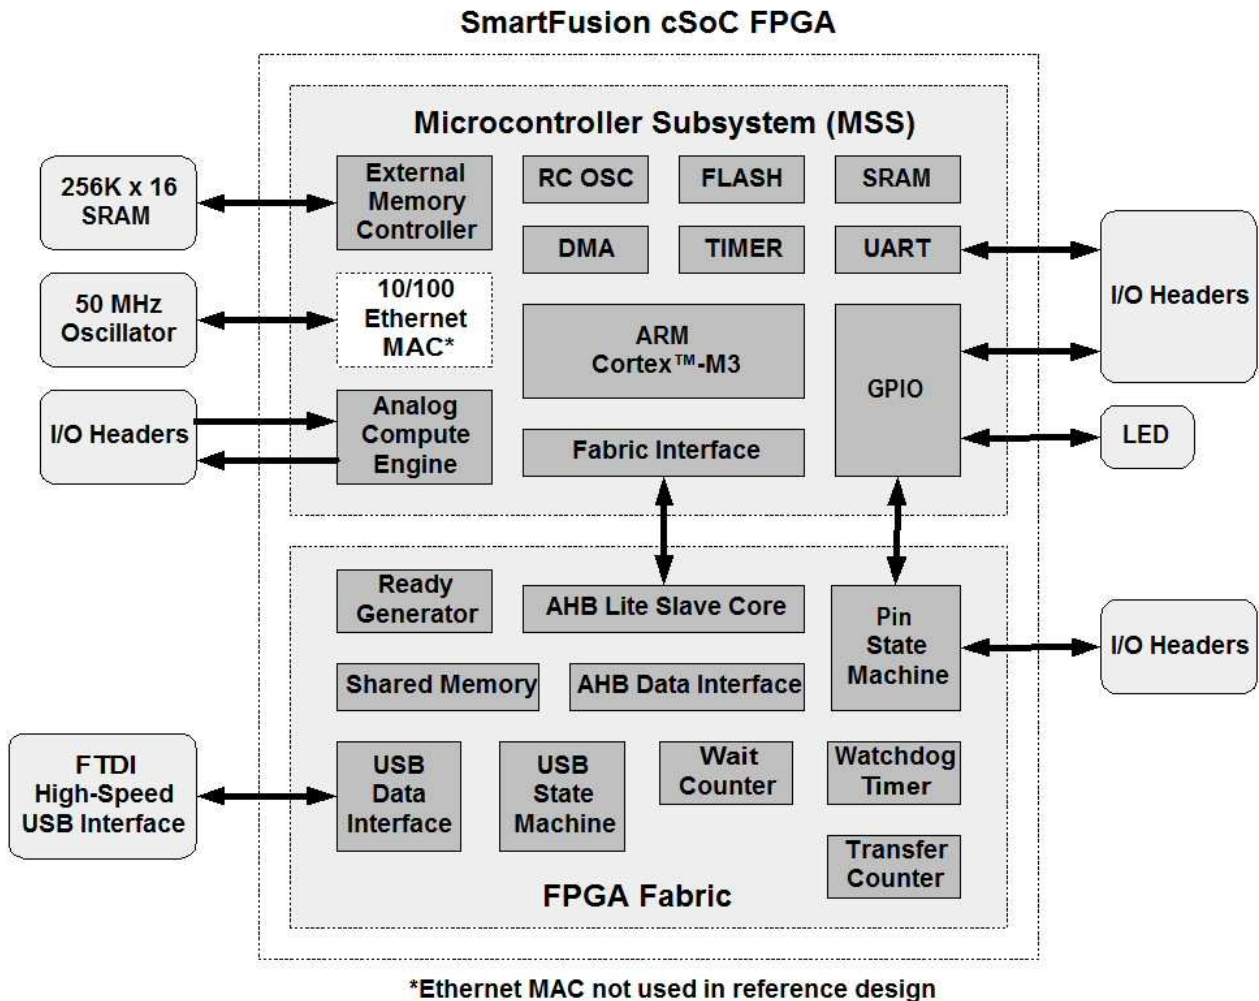 SmartFusion cSoC FPGA
Microcontroller Subsystem (MSS)
256K x 16
SRAM
External
Memory
Controller
RC OSC
FLASH
SRAM
DMA
TIMER
UART
I/O Headers
50 MHz
Oscillator
10/100
Ethernet
MAC*
ARM
Cortex™-M3
GPIO
I/O Headers
Analog
Compute
Engine
Fabric Interface
LED
Ready
Generator
AHB Lite Slave Core
Pin
State
Machine
I/O Headers
Shared Memory
AHB Data Interface
FTDI
High-Speed
USB Interface
USB
Data
Interface
USB
State
Machine
Wait
Counter
Watchdog
Timer
Transfer
Counter
FPGA Fabric
*Ethernet MAC not used in reference design